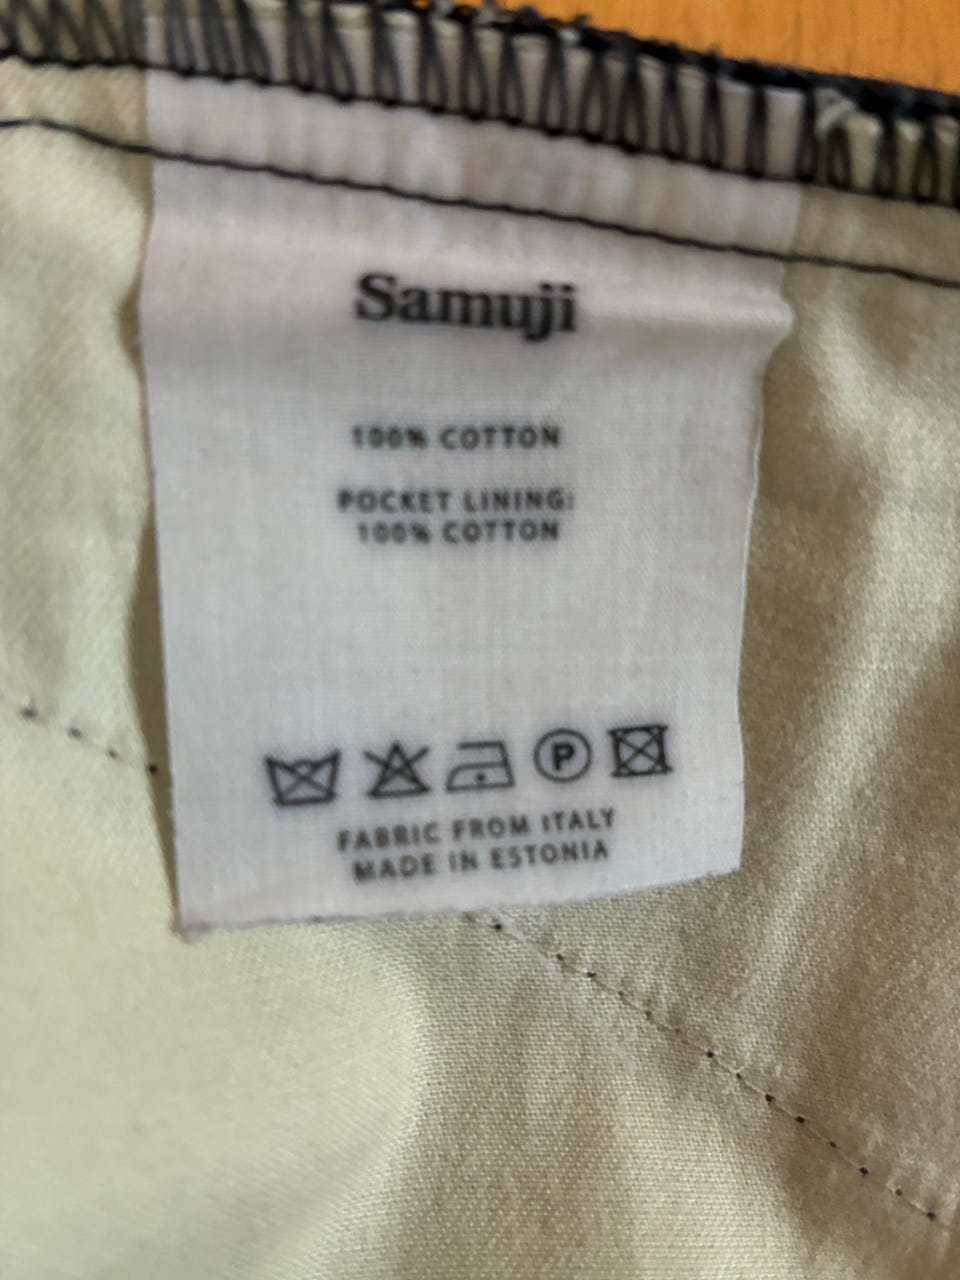 Samuji
100% COTTON
POCKET LINING:
100% COTTON
P
FABRIC FROM ITALY
MADE IN ESTONIA